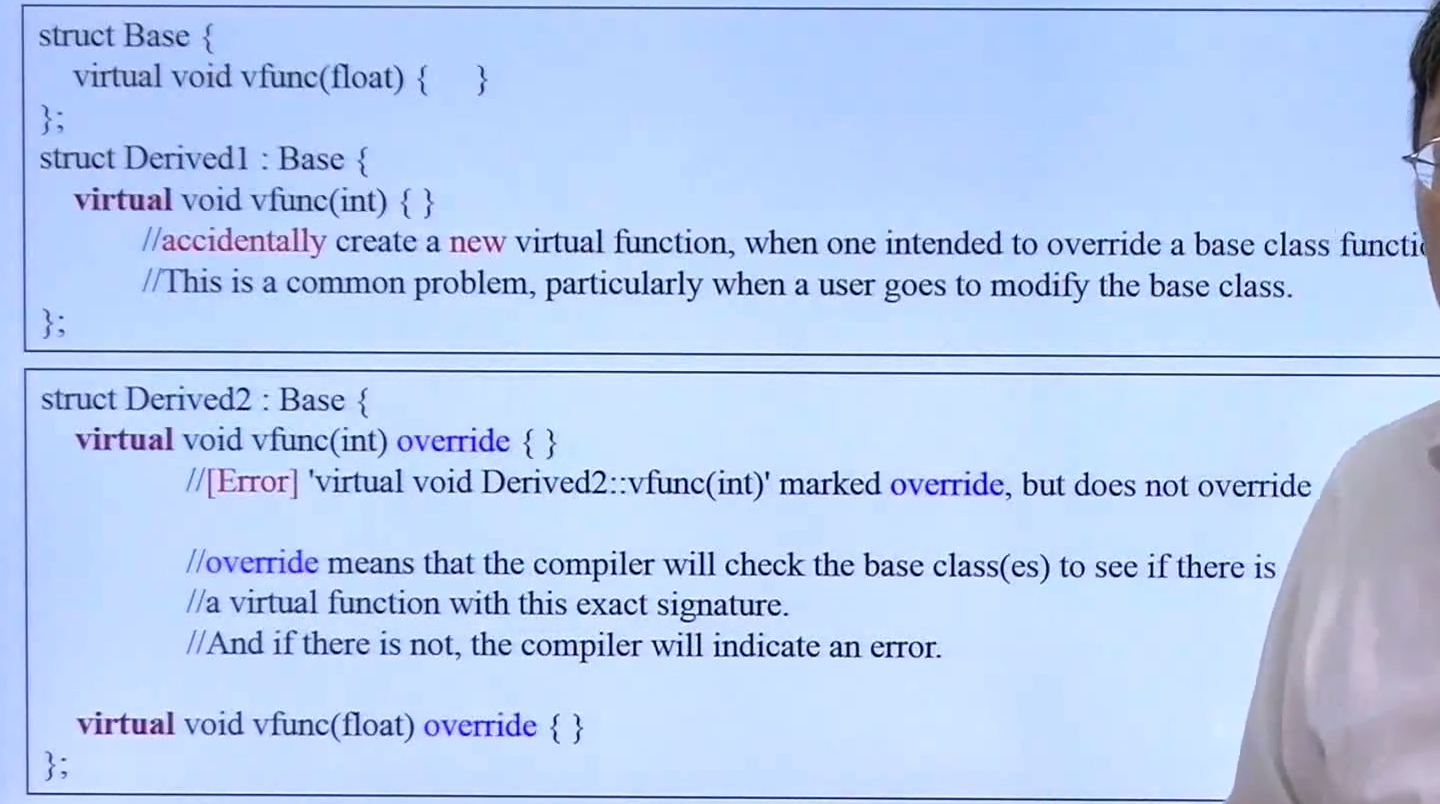 struct Base {
virtual void vfunc(float) { }
};
struct Derived1 : Base {
virtual void vfunc(int) { }
//accidentally create a new virtual function, when one intended to override a base class
//This is a common problem, particularly when a user goes to modify the base class.
};
struct Derived2 : Base {
virtual void vfunc(int) override { }
//[Error] 'virtual void Derived2::vfunc(int)' marked override, but does not override
//override means that the compiler will check the base class(es) to see if there is
//a virtual function with this exact signature.
//And if there is not, the compiler will indicate an error.
virtual void vfunc(float) override { }
};